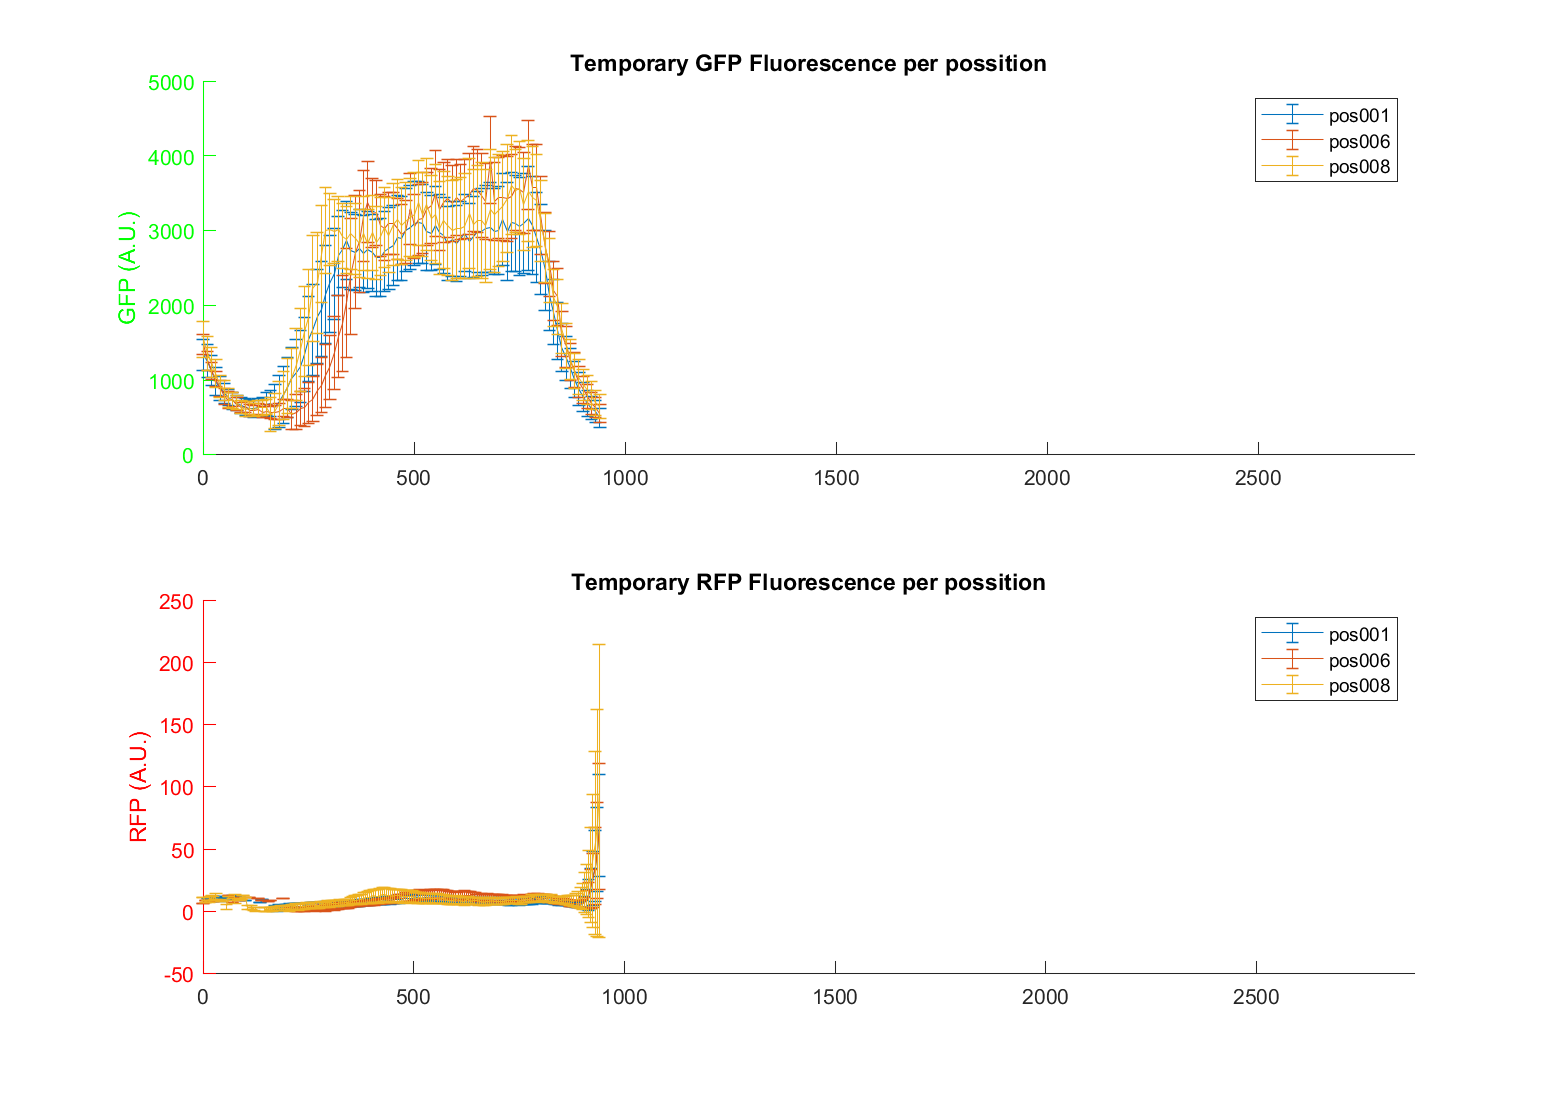 Temporary GFP Fluorescence per possition
5000
4000
3000
2000
1000
0
GFP (A.U.)
0 500 1000 1500 2000 2500
pos001
pos006
pos008
Temporary RFP Fluorescence per possition
250
200
150
100
50
0
-50
RFP (A.U.)
0 500 1000 1500 2000 2500
pos001
pos006
pos008